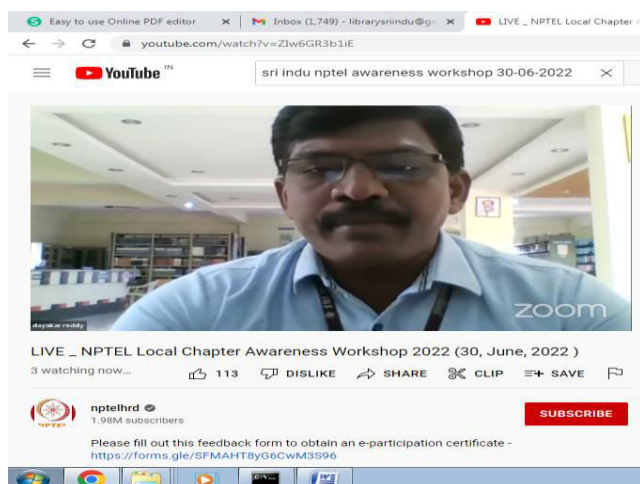 Easy to use Online PDF editor
Inbox (1,749) - librarysriindu@g
LIVE _ NPTEL Local Chapter
youtube.com/watch?v=ZIw6GR3b1iE
YouTube IN
sri indu nptel awareness workshop 30-06-2022
zoom
dayakar reddy
LIVE _ NPTEL Local Chapter Awareness Workshop 2022 (30, June, 2022 )
3 watching now...
113 DISLIKE SHARE CLIP SAVE
NPTEL
nptelhrd
1.98M subscribers
SUBSCRIBE
Please fill out this feedback form to obtain an e-participation certificate -
https://forms.gle/SFMAHT8yG6CwM3S96